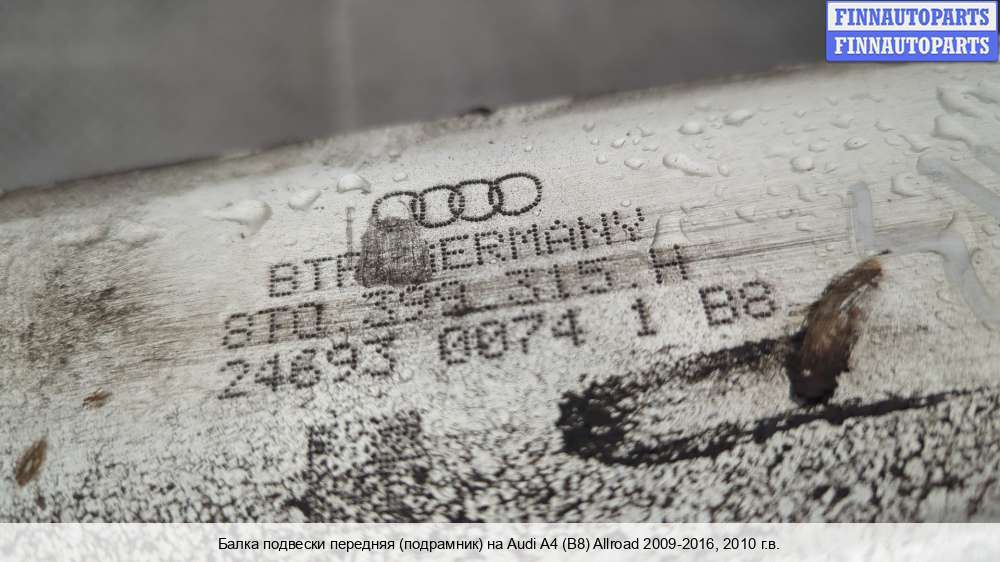 FINNAUTOPARTS
FINNAUTOPARTS
GERMANY
8T0.399.315.H
24693 0074 1 B8
Балка подвески передняя (подрамник) на Audi A4 (B8) Allroad 2009-2016, 2010 г.в.